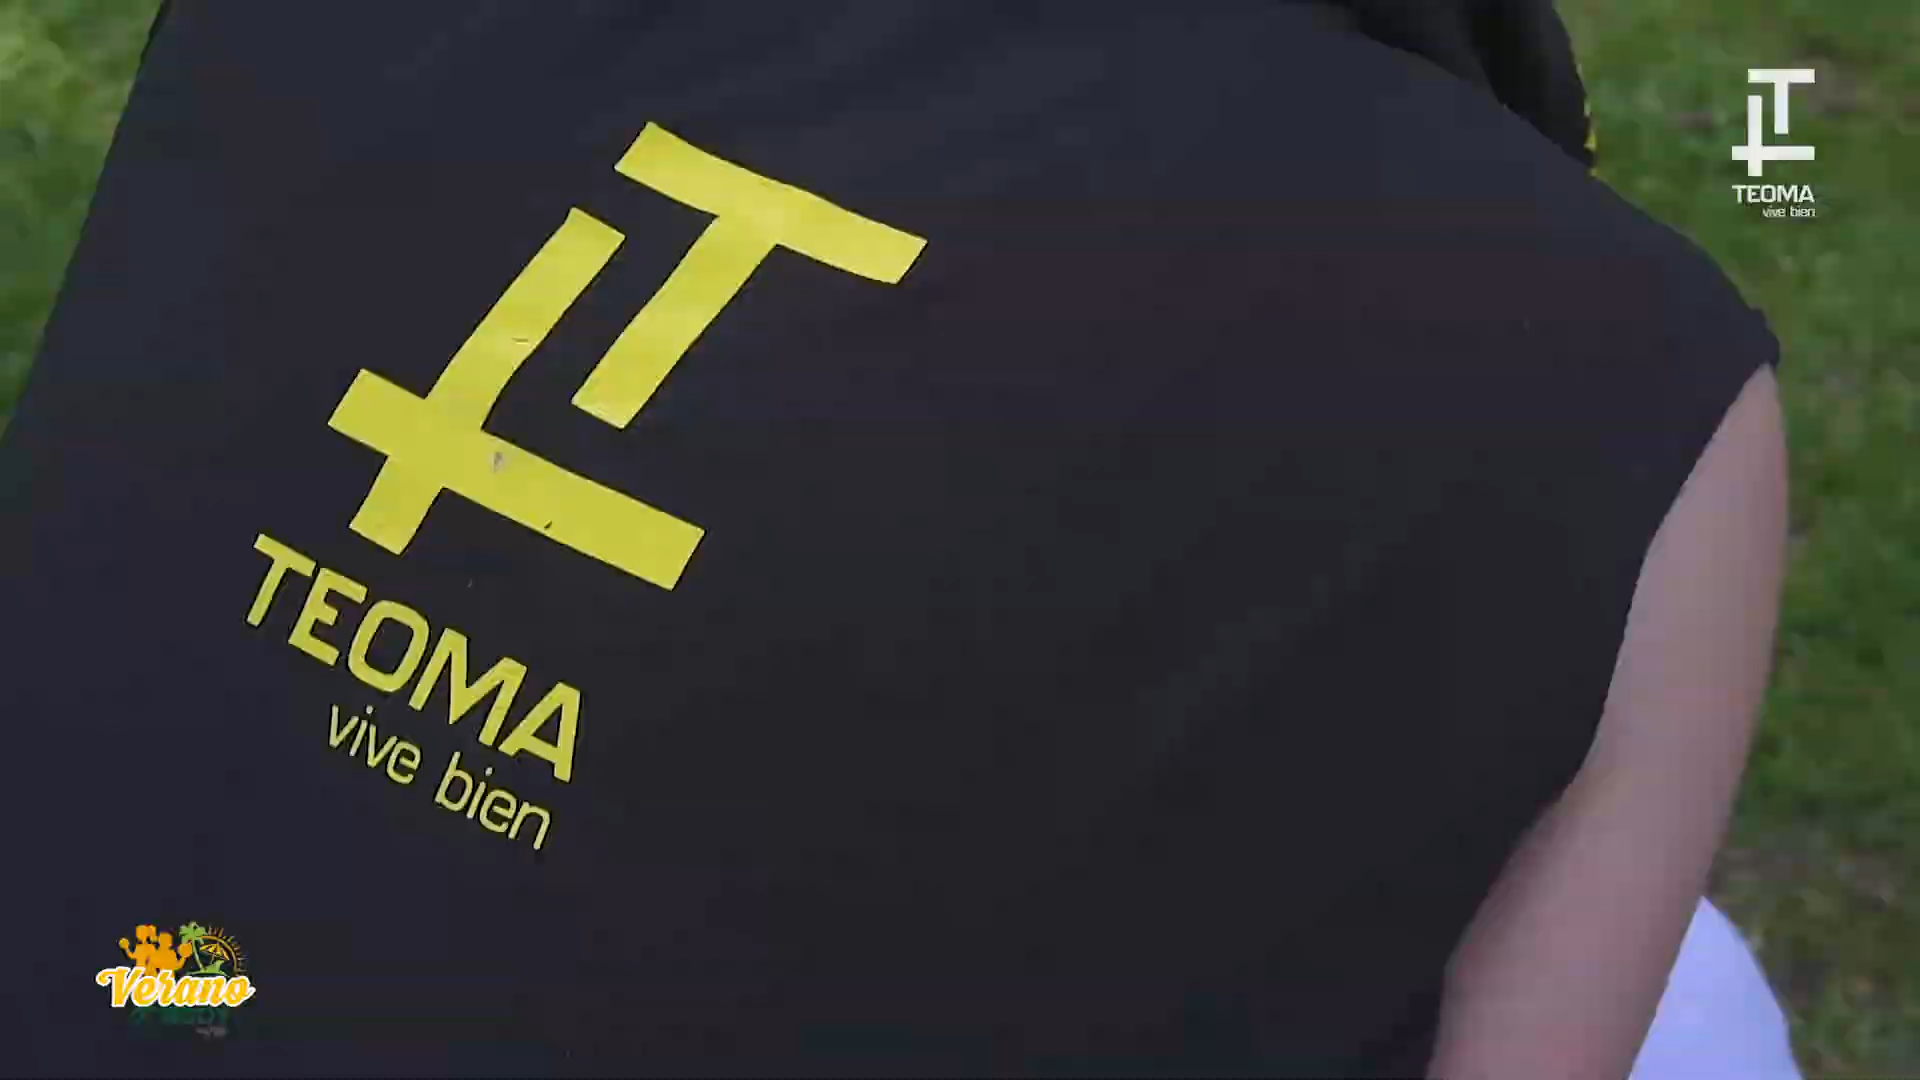 TEOMA
vive bien
TEOMA
vive bien
Verano